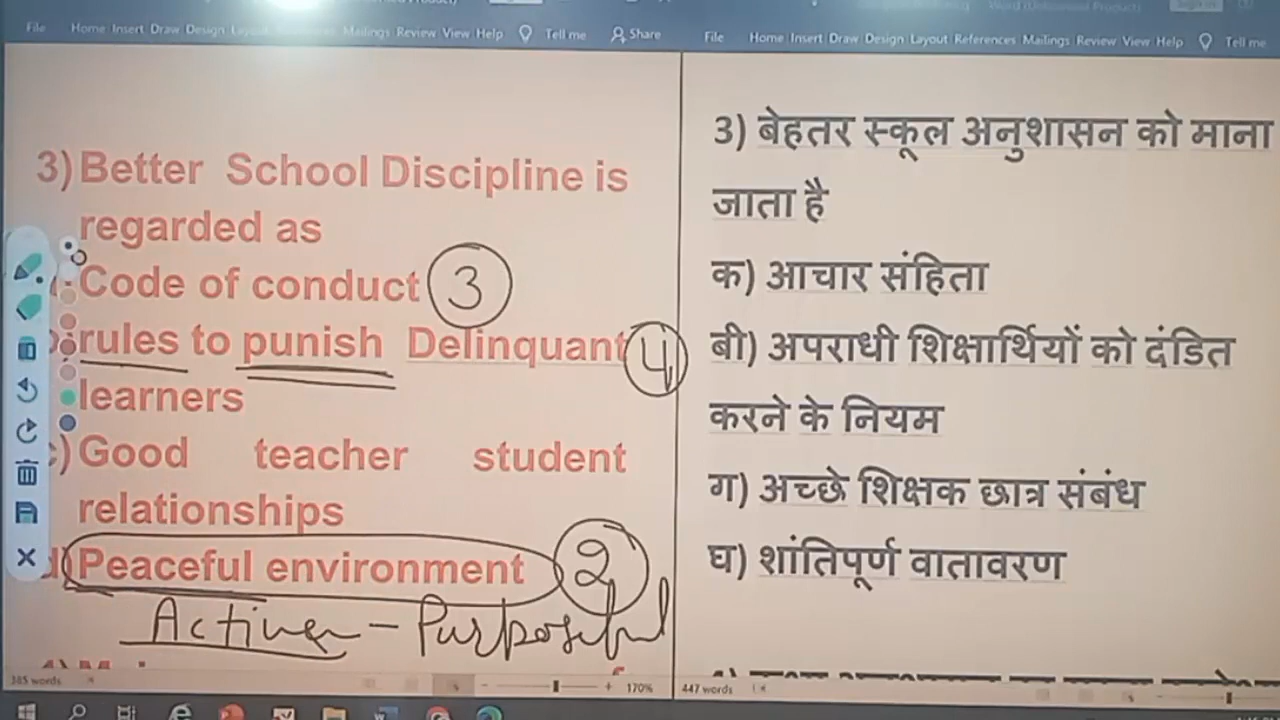 File Home Insert Draw Design Mailings Review View Help Tell me Share
3) Better School Discipline is
regarded as
Code of conduct 3
rules to punish Delinquant 4
learners
c) Good teacher student
relationships
d) Peaceful environment 2
Active - Purposeful
385 words 170%
File Home Insert Draw Design Layout References Mailings Review View Help Tell me
3) बेहतर स्कूल अनुशासन को माना
जाता है
क) आचार संहिता
बी) अपराधी शिक्षार्थियों को दंडित
करने के नियम
ग) अच्छे शिक्षक छात्र संबंध
घ) शांतिपूर्ण वातावरण
447 words